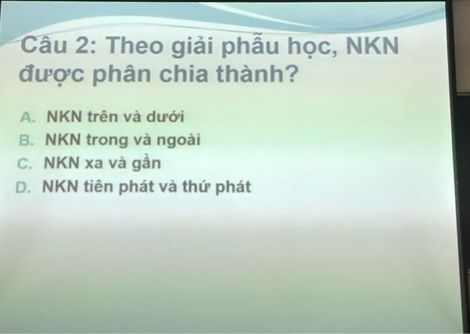 Câu 2: Theo giải phẫu học, NKN
được phân chia thành?
A. NKN trên và dưới
B. NKN trong và ngoài
C. NKN xa và gần
D. NKN tiên phát và thứ phát